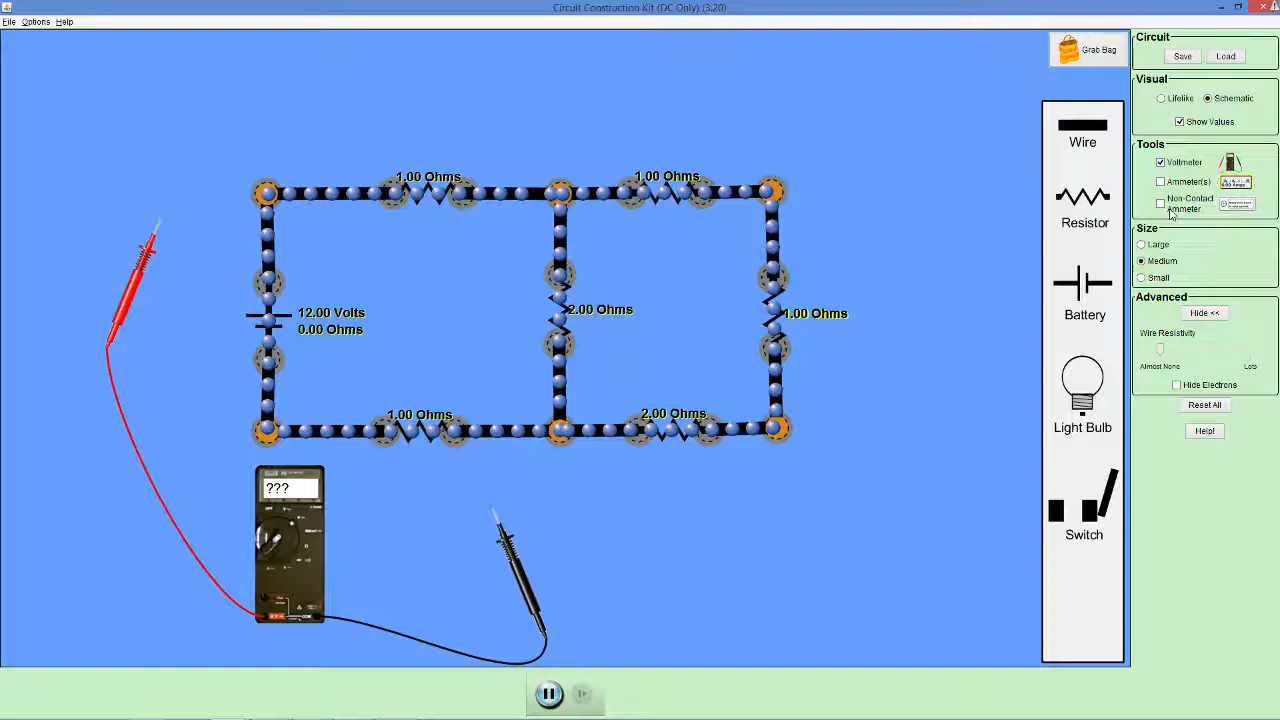 Circuit Construction Kit (DC Only) (3.20)
File Options Help
Grab Bag
Circuit
Save Load
Visual
Lifelike Schematic
Show Values
Tools
Voltmeter
Ammeter(s)
Non-Contact
Ammeter
Size
Large
Medium
Small
Advanced
Hide <<
Wire Resistivity
Almost None Lots
Hide Electrons
Reset All
Help!
Wire
Resistor
Battery
Light Bulb
Switch
1.00 Ohms
1.00 Ohms
12.00 Volts
0.00 Ohms
2.00 Ohms
1.00 Ohms
1.00 Ohms
2.00 Ohms
???